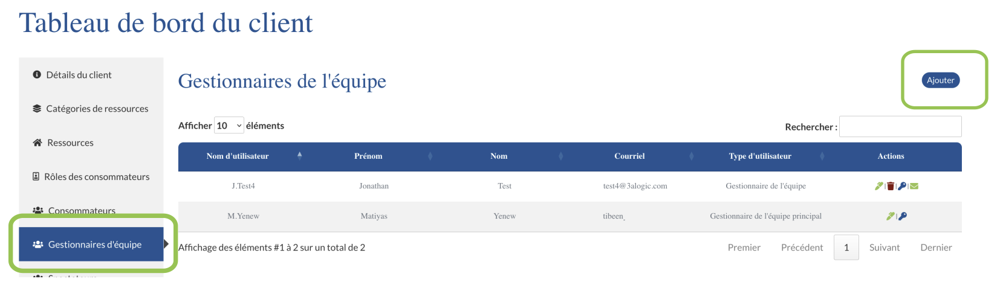 Tableau de bord du client
Détails du client
Catégories de ressources
Ressources
Rôles des consommateurs
Consommateurs
Gestionnaires d'équipe
Gestionnaires de l'équipe
Ajouter
Afficher 10 éléments
Rechercher :
Nom d'utilisateur Prénom Nom Courriel Type d'utilisateur Actions
J.Test4 Jonathan Test test4@3alogic.com Gestionnaire de l'équipe
M.Yenew Matiyas Yenew tibeen_ Gestionnaire de l'équipe principal
Affichage des éléments #1 à 2 sur un total de 2
Premier Précédent 1 Suivant Dernier